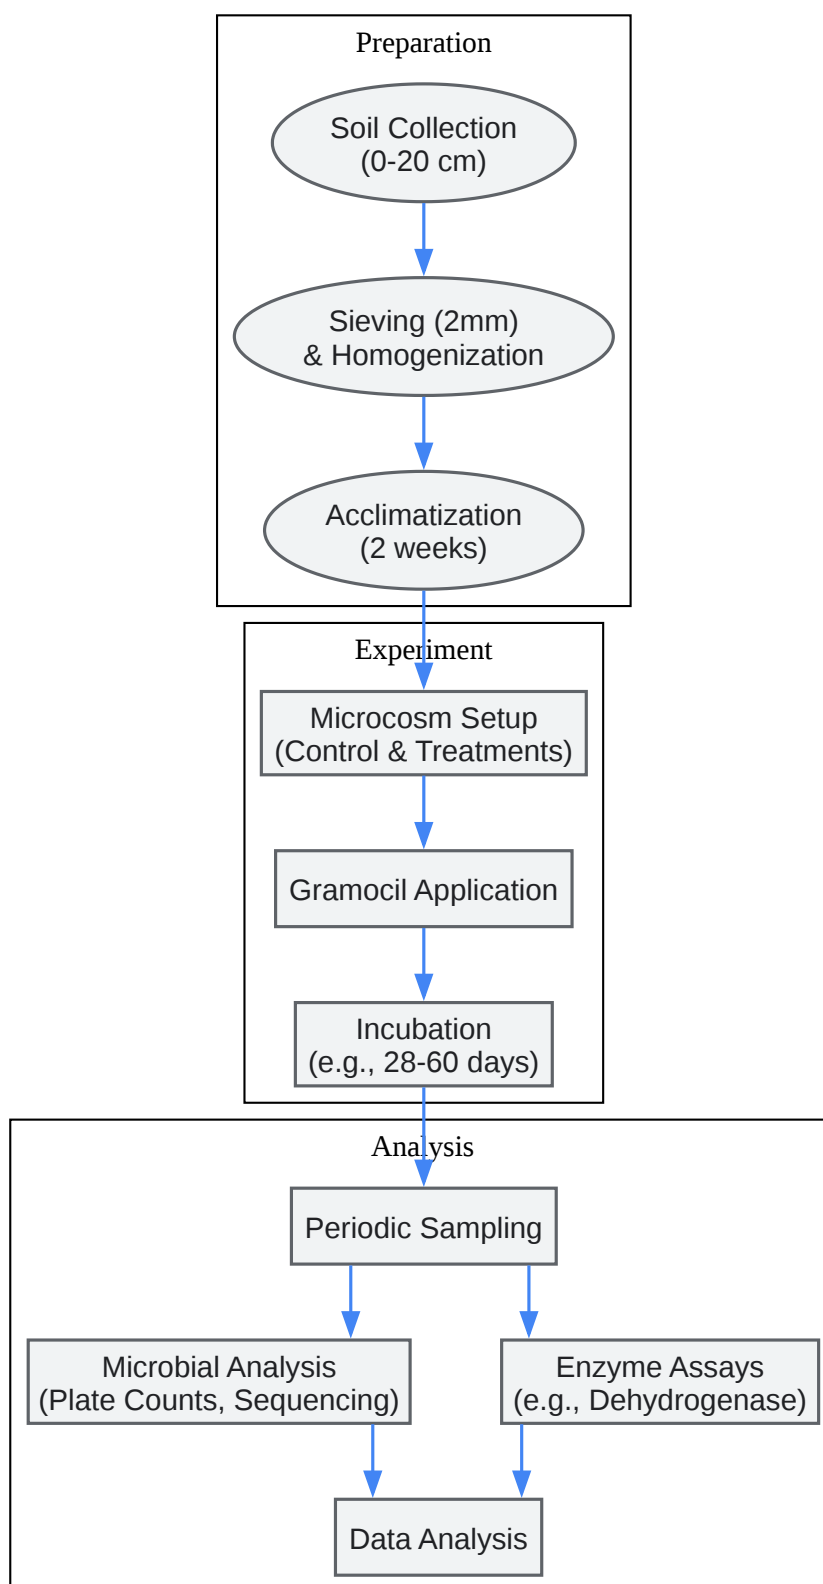 Preparation
Soil Collection
(0-20 cm)
Sieving (2mm)
& Homogenization
Acclimatization
(2 weeks)
Experiment
Microcosm Setup
(Control & Treatments)
Gramocil Application
Incubation
(e.g., 28-60 days)
Analysis
Periodic Sampling
Microbial Analysis
(Plate Counts, Sequencing)
Enzyme Assays
(e.g., Dehydrogenase)
Data Analysis